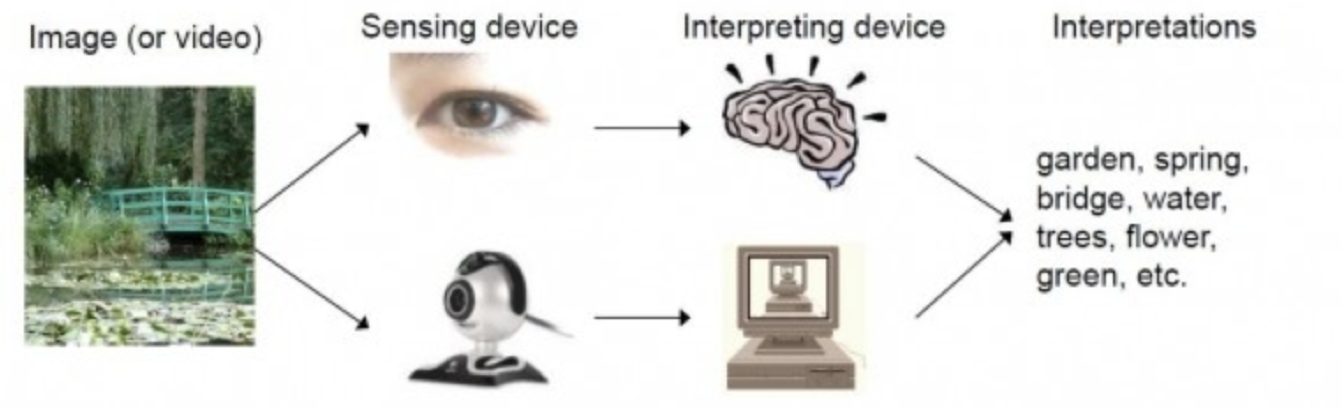 Image (or video)
Sensing device
Interpreting device
Interpretations
garden, spring,
bridge, water,
trees, flower,
green, etc.